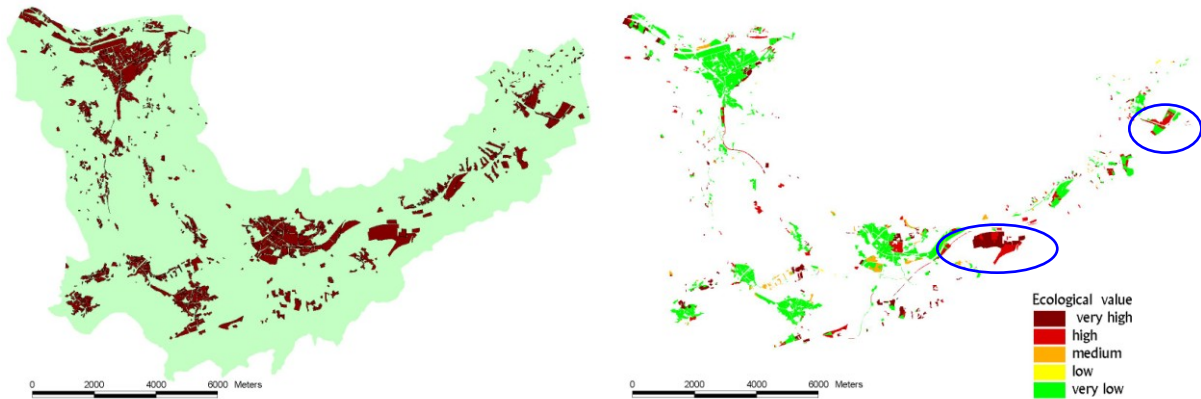 Ecological value
very high
high
medium
low
very low
0 2000 4000 6000 Meters
0 2000 4000 6000 Meters